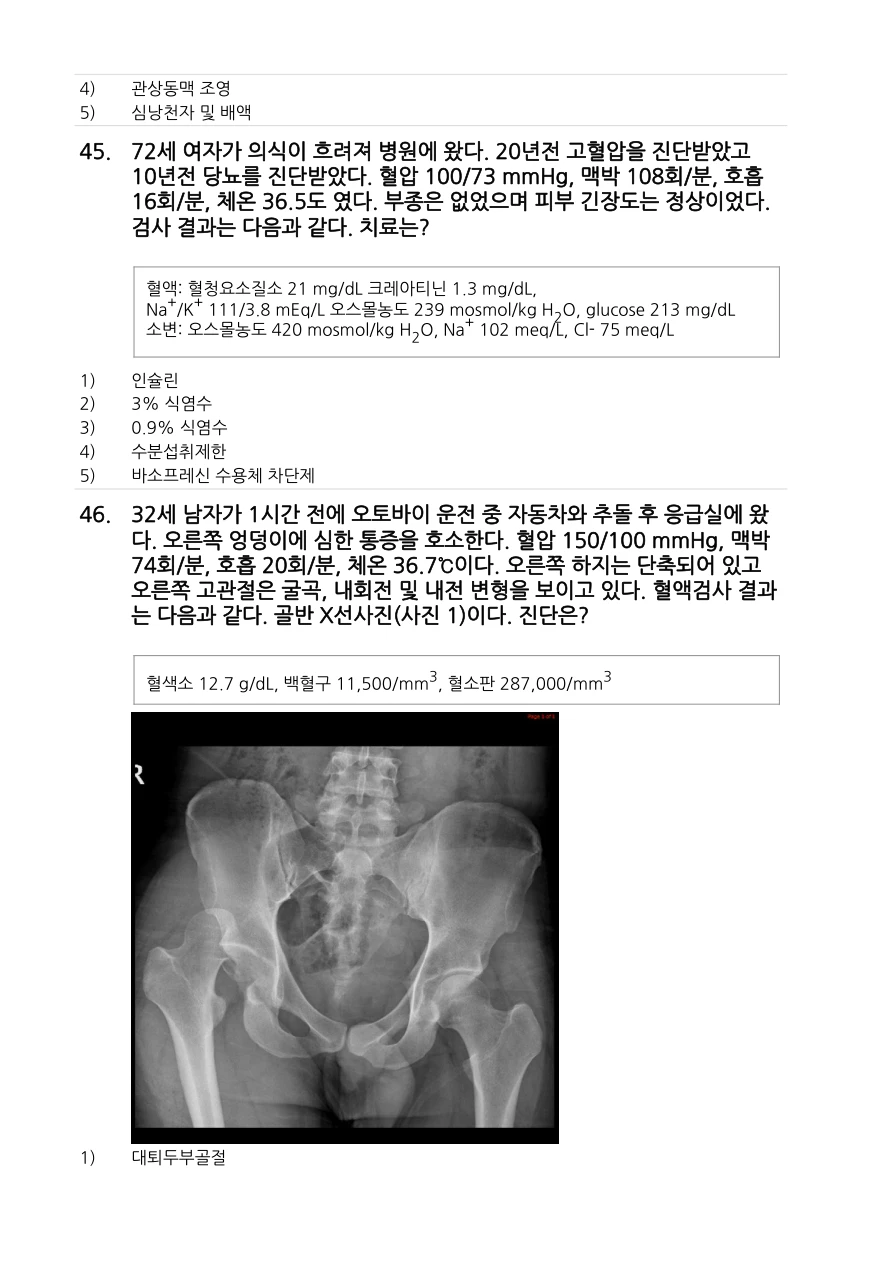 4) 관상동맥 조영
5) 심낭천자 및 배액
45. 72세 여자가 의식이 흐려져 병원에 왔다. 20년전 고혈압을 진단받았고
10년전 당뇨를 진단받았다. 혈압 100/73 mmHg, 맥박 108회/분, 호흡
16회/분, 체온 36.5도 였다. 부종은 없었으며 피부 긴장도는 정상이었다.
검사 결과는 다음과 같다. 치료는?
혈액: 혈청요소질소 21 mg/dL 크레아티닌 1.3 mg/dL,
Na⁺/K⁺ 111/3.8 mEq/L 오스몰농도 239 mosmol/kg H₂O, glucose 213 mg/dL
소변: 오스몰농도 420 mosmol/kg H₂O, Na⁺ 102 meq/L, Cl- 75 meq/L
1) 인슐린
2) 3% 식염수
3) 0.9% 식염수
4) 수분섭취제한
5) 바소프레신 수용체 차단제
46. 32세 남자가 1시간 전에 오토바이 운전 중 자동차와 추돌 후 응급실에 왔
다. 오른쪽 엉덩이에 심한 통증을 호소한다. 혈압 150/100 mmHg, 맥박
74회/분, 호흡 20회/분, 체온 36.7℃이다. 오른쪽 하지는 단축되어 있고
오른쪽 고관절은 굴곡, 내회전 및 내전 변형을 보이고 있다. 혈액검사 결과
는 다음과 같다. 골반 X선사진(사진 1)이다. 진단은?
혈색소 12.7 g/dL, 백혈구 11,500/mm³, 혈소판 287,000/mm³
Page 1 of 1
R
1) 대퇴두부골절